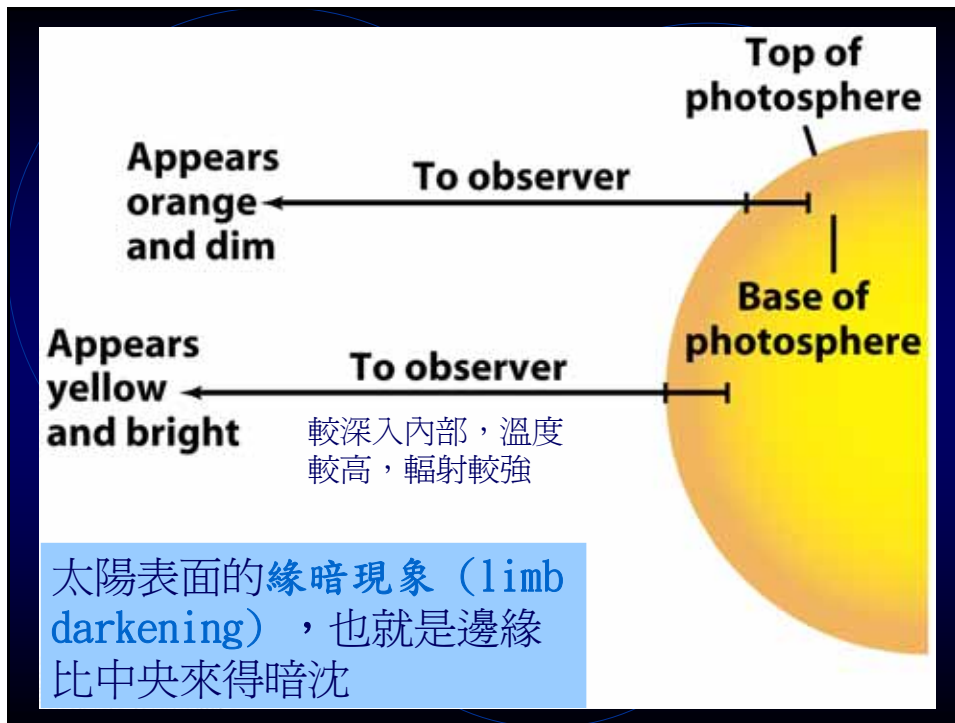 Top of
photosphere
Appears
orange
and dim
To observer
Base of
photosphere
Appears
yellow
and bright
To observer
較深入內部，溫度
較高，輻射較強
太陽表面的緣暗現象 (limb
darkening) ，也就是邊緣
比中央來得暗沈